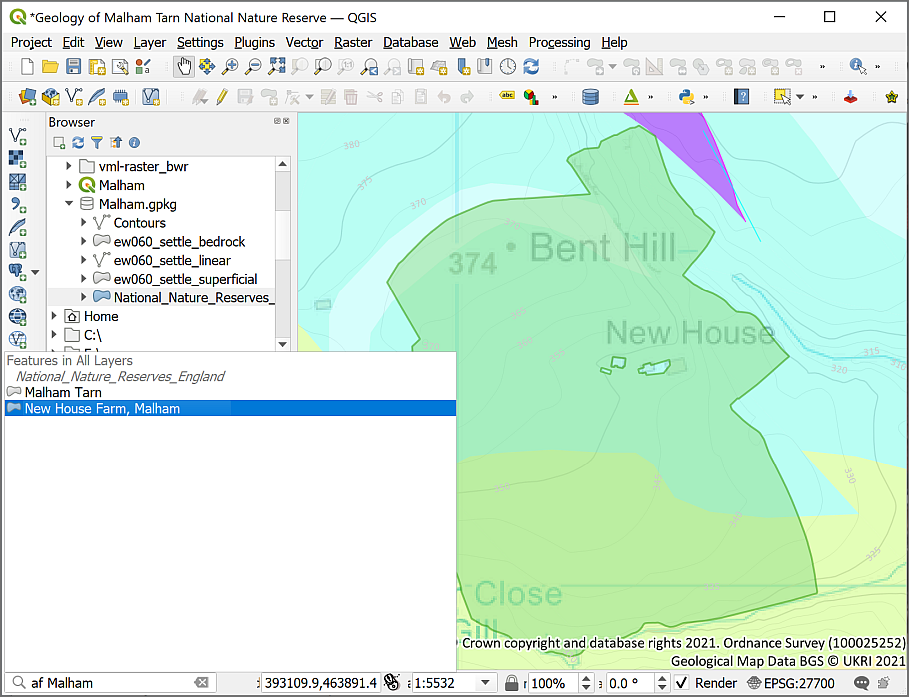 *Geology of Malham Tarn National Nature Reserve — QGIS
Project Edit View Layer Settings Plugins Vector Raster Database Web Mesh Processing Help
abc
Browser
vml-raster_bwr
Malham
Malham.gpkg
Contours
ew060_settle_bedrock
ew060_settle_linear
ew060_settle_superficial
National_Nature_Reserves_
Home
C:\
380
375
370
374
Bent Hill
New House
315
320
330
325
Close
Gill
Crown copyright and database rights 2021. Ordnance Survey (100025252)
Geological Map Data BGS © UKRI 2021
Features in All Layers
National_Nature_Reserves_England
Malham Tarn
New House Farm, Malham
af Malham
393109.9,463891.4
1:5532
100%
0.0 °
Render
EPSG:27700